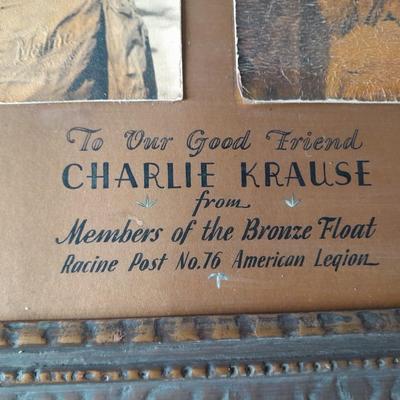 To Our Good Friend
CHARLIE KRAUSE
from
Members of the Bronze Float
Racine Post No.76 American Legion